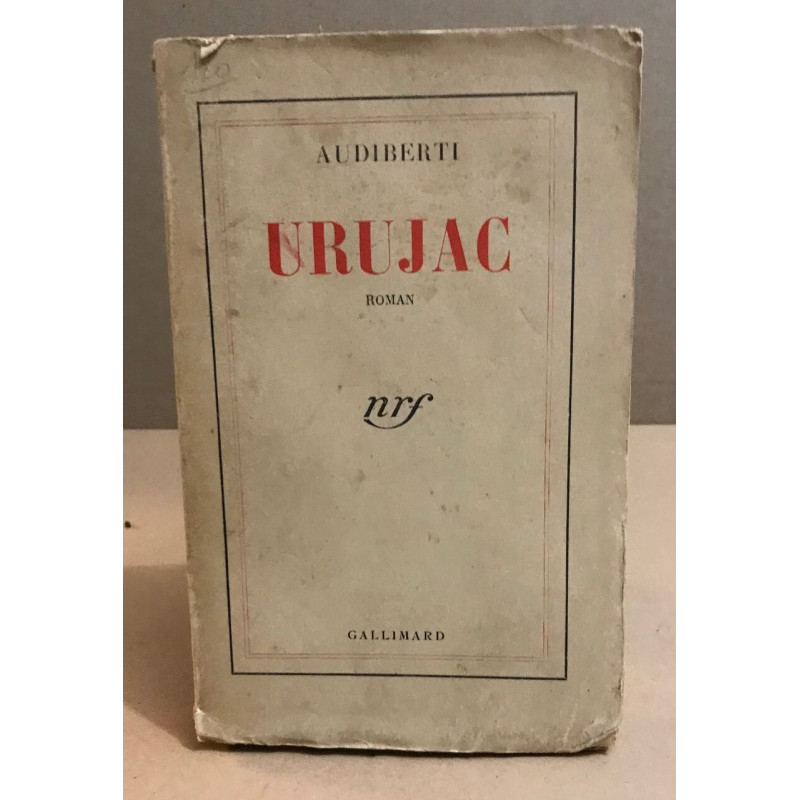 AUDIBERTI
URUJAC
ROMAN
nrf
GALLIMARD